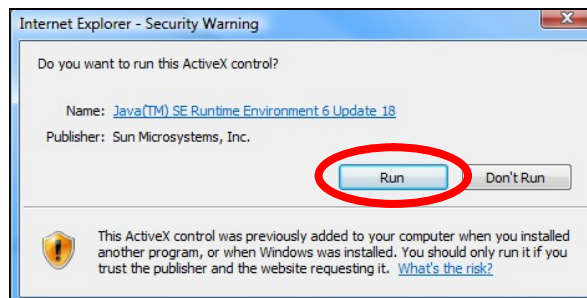 Internet Explorer - Security Warning
Do you want to run this ActiveX control?
Name: Java(TM) SE Runtime Environment 6 Update 18
Publisher: Sun Microsystems, Inc.
Run Don't Run
This ActiveX control was previously added to your computer when you installed
another program, or when Windows was installed. You should only run it if you
trust the publisher and the website requesting it. What's the risk?